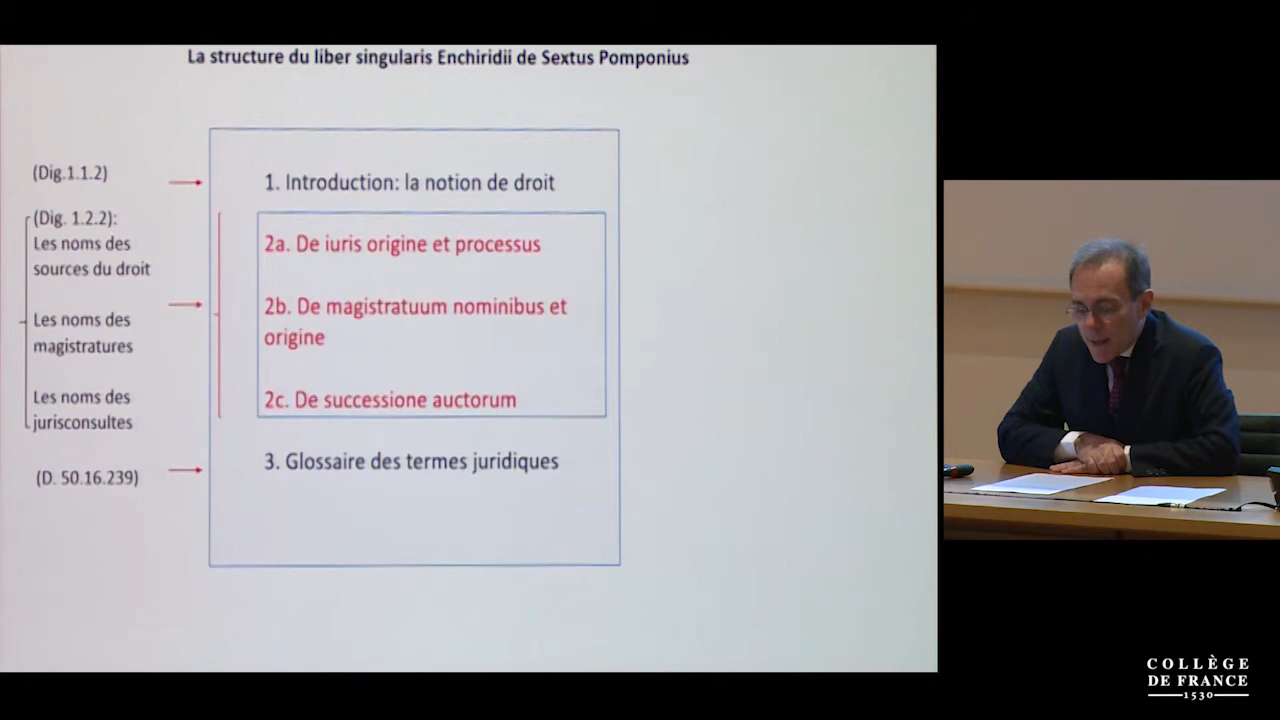 La structure du liber singularis Enchiridii de Sextus Pomponius
(Dig.1.1.2)
(Dig. 1.2.2):
Les noms des
sources du droit
Les noms des
magistratures
Les noms des
jurisconsultes
(D. 50.16.239)
1. Introduction: la notion de droit
2a. De iuris origine et processus
2b. De magistratuum nominibus et
origine
2c. De successione auctorum
3. Glossaire des termes juridiques
COLLÈGE
DE FRANCE
1530